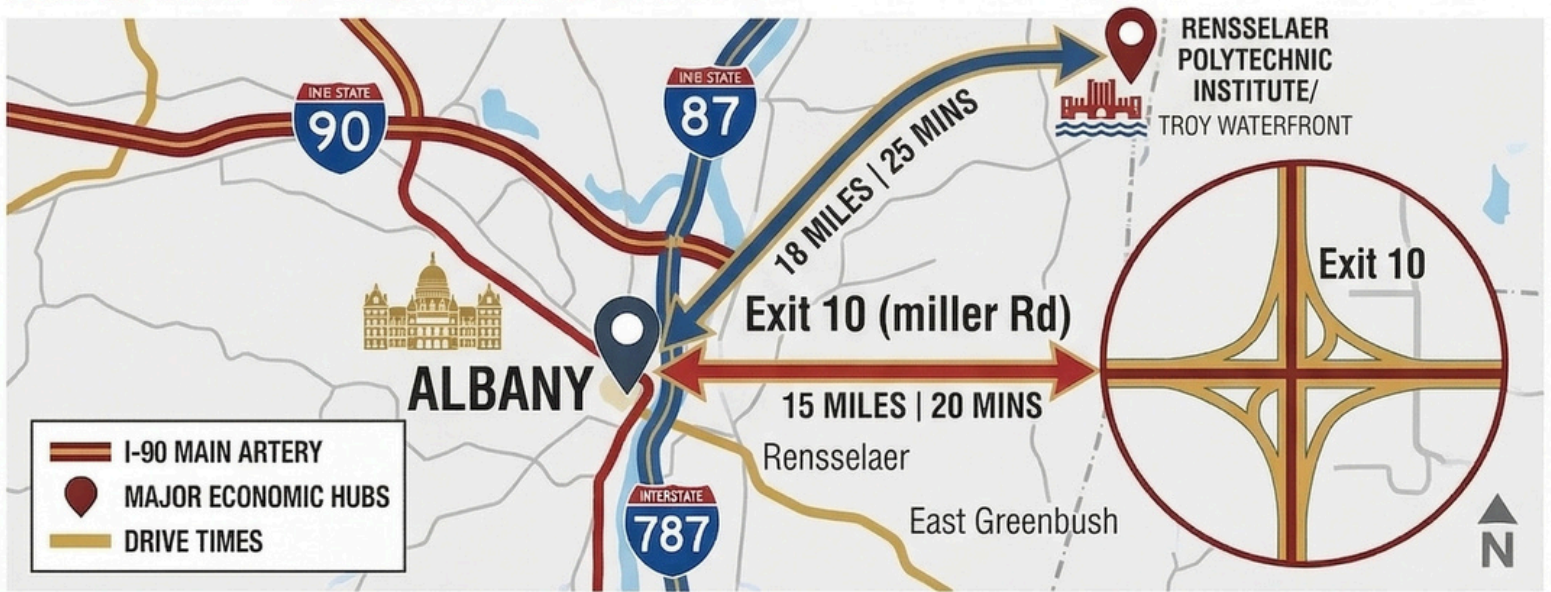 RENSSELAER
POLYTECHNIC
INSTITUTE/
TROY WATERFRONT
INE STATE
90
INE STATE
87
18 MILES | 25 MINS
Exit 10
Exit 10 (miller Rd)
ALBANY
15 MILES | 20 MINS
Rensselaer
East Greenbush
INTERSTATE
787
I-90 MAIN ARTERY
MAJOR ECONOMIC HUBS
DRIVE TIMES
N